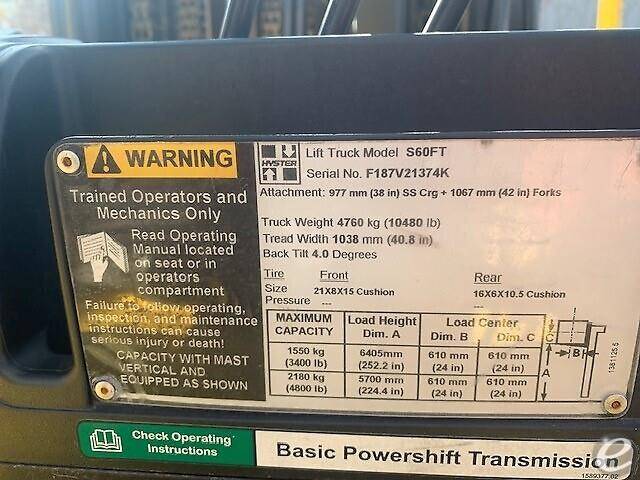 WARNING
Trained Operators and
Mechanics Only
Read Operating
Manual located
on seat or in
operators
compartment
Failure to follow operating,
inspection, and maintenance
instructions can cause
serious injury or death!
CAPACITY WITH MAST
VERTICAL AND
EQUIPPED AS SHOWN
HYSTER
Lift Truck Model S60FT
Serial No. F187V21374K
Attachment: 977 mm (38 in) SS Crg + 1067 mm (42 in) Forks
Truck Weight 4760 kg (10480 lb)
Tread Width 1038 mm (40.8 in)
Back Tilt 4.0 Degrees
Tire Front Rear
Size 21X8X15 Cushion 16X6X10.5 Cushion
Pressure --- ---
MAXIMUM CAPACITY Load Height Dim. A Load Center Dim. B Dim. C
1550 kg 6405mm 610 mm 610 mm
(3400 lb) (252.2 in) (24 in) (24 in)
2180 kg 5700 mm 610 mm 610 mm
(4800 lb) (224.4 in) (24 in) (24 in)
C
B
A
1381125.5
Check Operating
Instructions
Basic Powershift Transmission
1589377.02
e